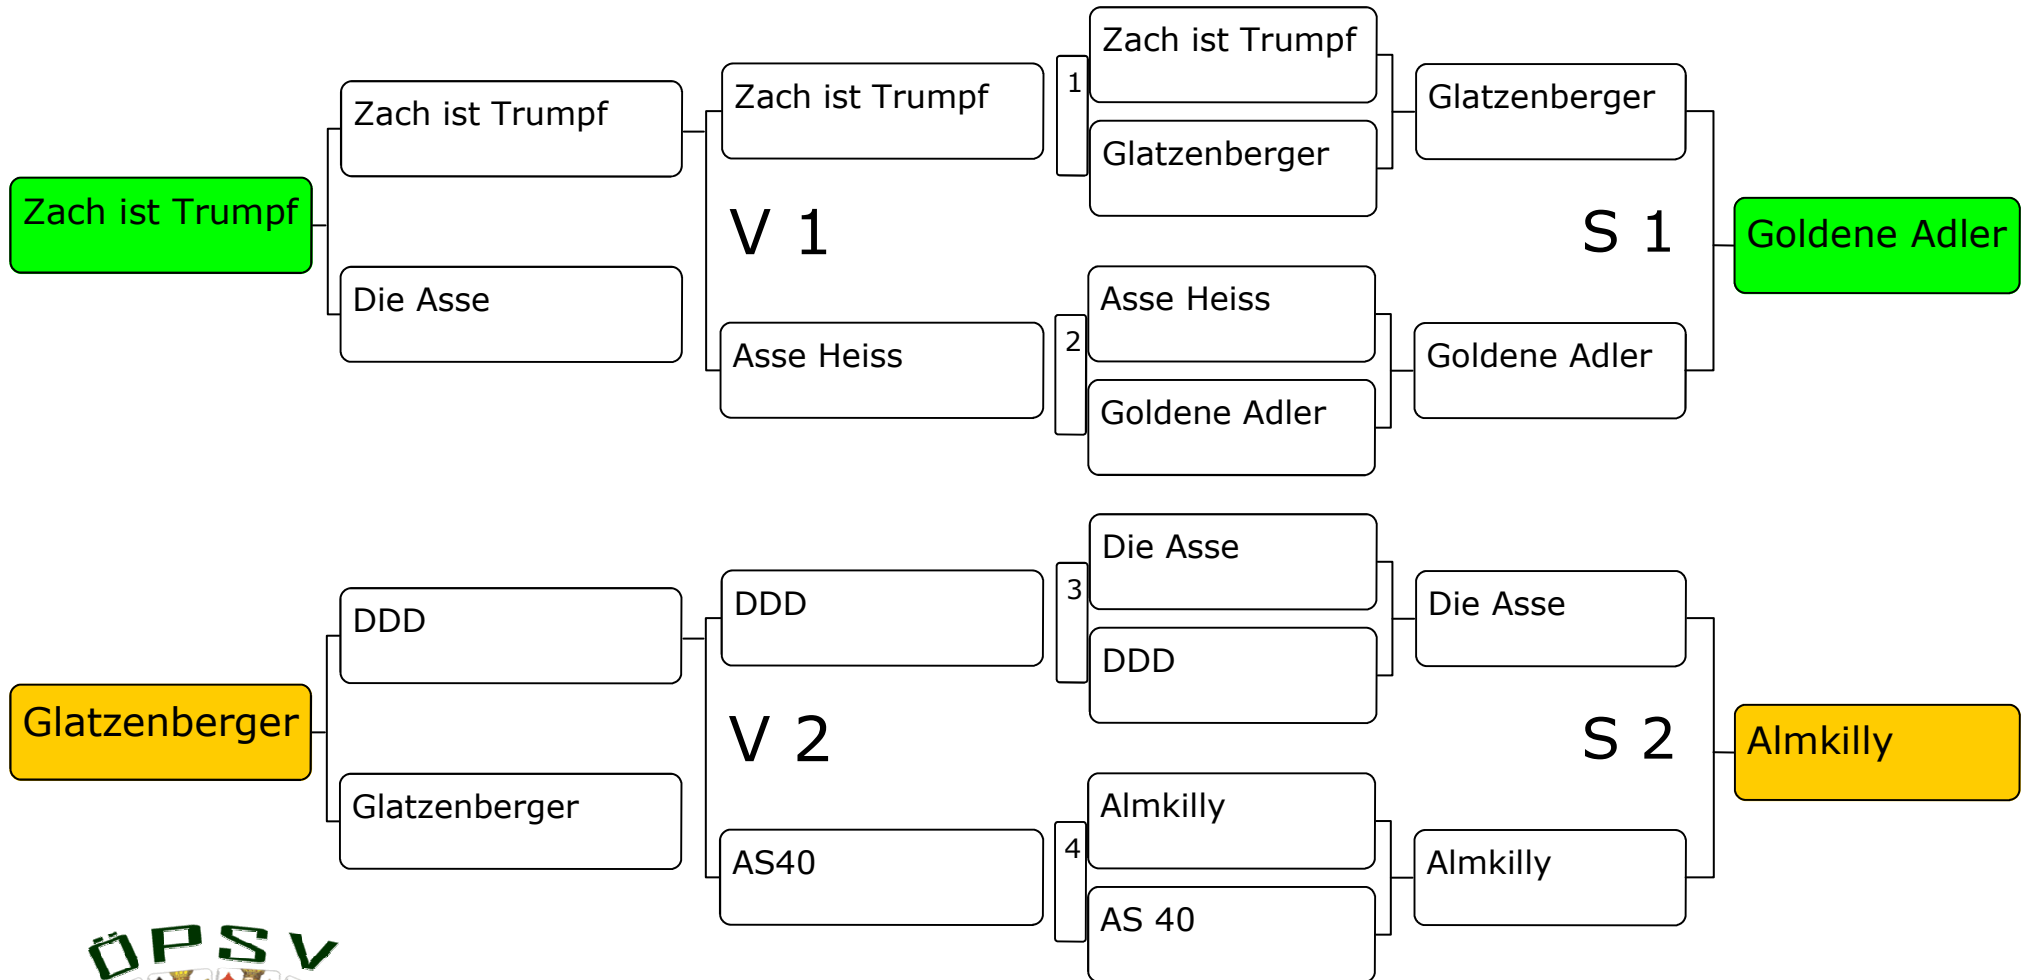 Zach ist Trumpf
Die Asse
Zach ist Trumpf
Zach ist Trumpf
V 1
Asse Heiss
1
Zach ist Trumpf
Glatzenberger
2
Asse Heiss
Goldene Adler
Glatzenberger
S 1
Goldene Adler
Goldene Adler
DDD
Glatzenberger
Glatzenberger
DDD
V 2
AS40
3
Die Asse
DDD
4
Almkilly
AS 40
Die Asse
S 2
Almkilly
Almkilly
ÖPSV